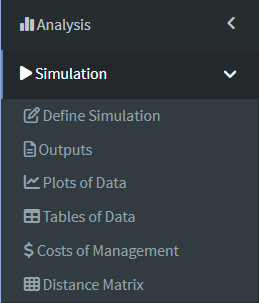 Analysis
Simulation
Define Simulation
Outputs
Plots of Data
Tables of Data
$ Costs of Management
Distance Matrix